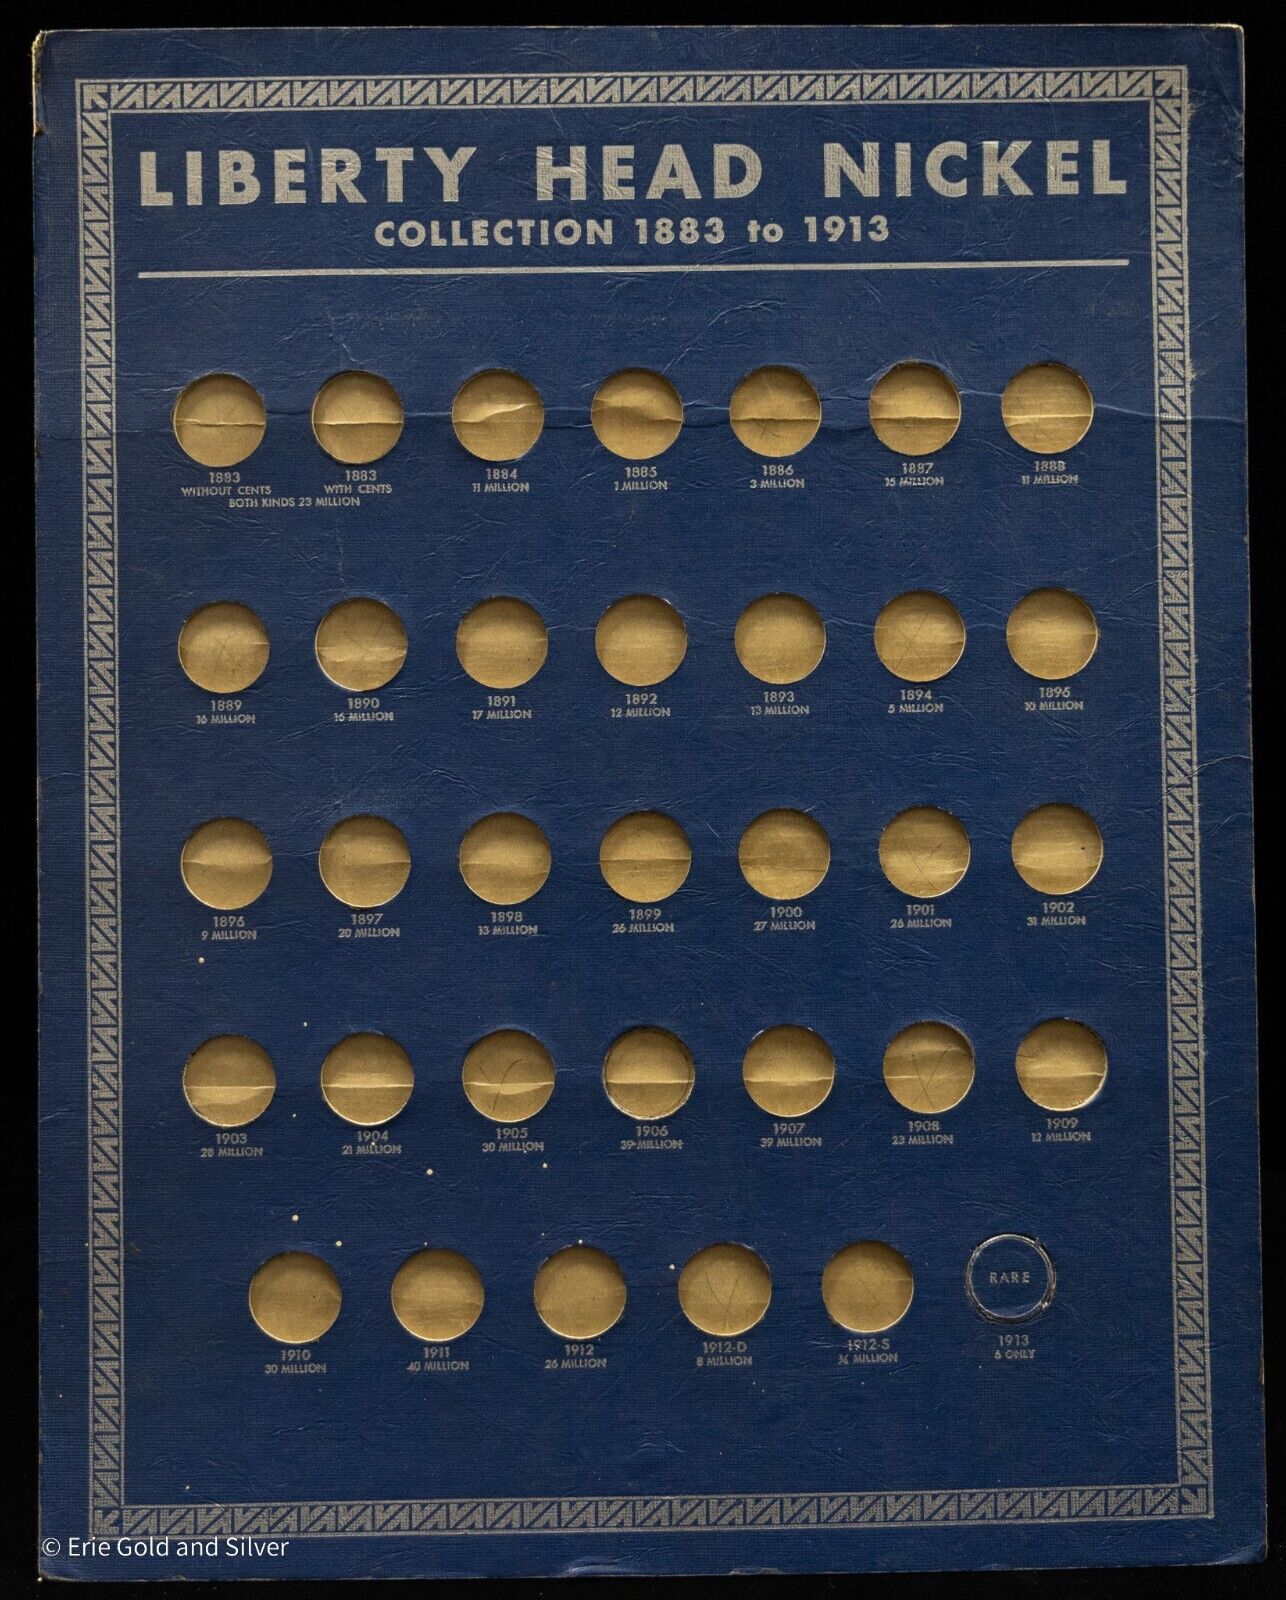 LIBERTY HEAD NICKEL
COLLECTION 1883 to 1913
1883 1883 1884 1885 1886 1887 1888
WITHOUT CENTS WITH CENTS 11 MILLION 1 MILLION 3 MILLION 15 MILLION 11 MILLION
BOTH KINDS 23 MILLION
1889 1890 1891 1892 1893 1894 1895
16 MILLION 16 MILLION 17 MILLION 12 MILLION 13 MILLION 5 MILLION 10 MILLION
1896 1897 1898 1899 1900 1901 1902
9 MILLION 20 MILLION 13 MILLION 26 MILLION 27 MILLION 26 MILLION 31 MILLION
1903 1904 1905 1906 1907 1908 1909
28 MILLION 21 MILLION 30 MILLION 39 MILLION 39 MILLION 23 MILLION 12 MILLION
RARE
1910 1911 1912 1912-D 1912-S 1913
30 MILLION 40 MILLION 26 MILLION 8 MILLION ¼ MILLION 6 ONLY
© Erie Gold and Silver